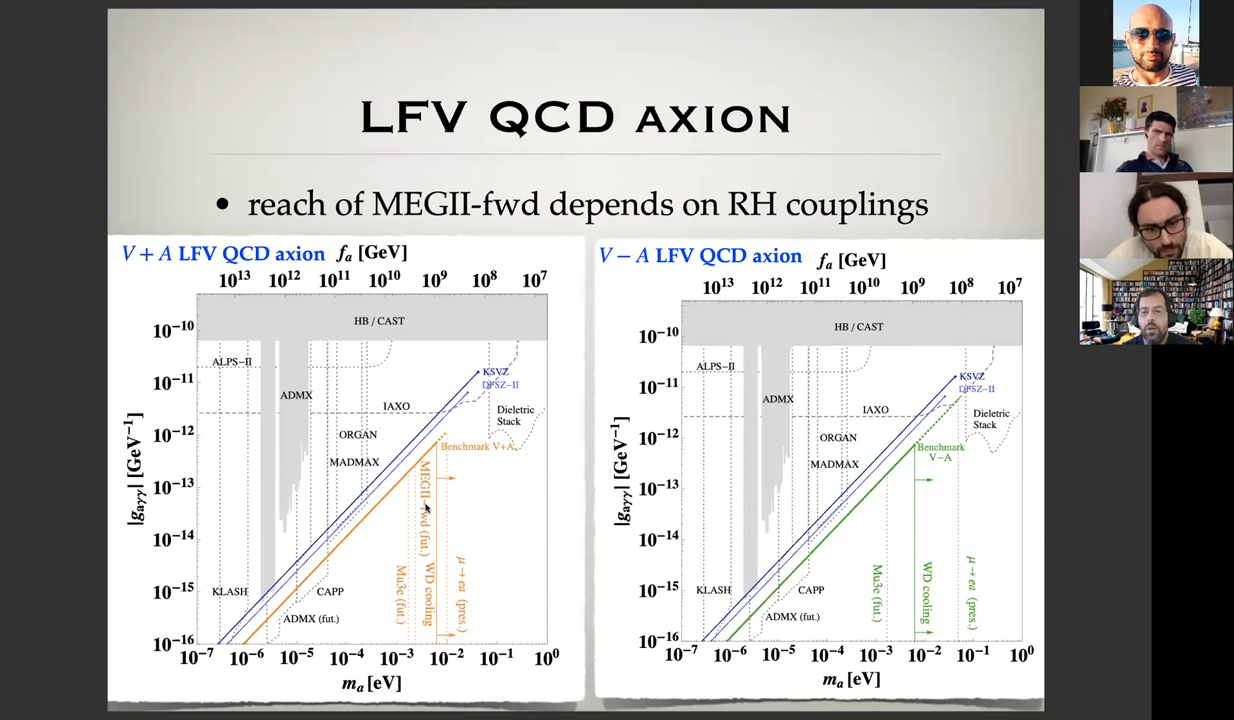 LFV QCD AXION
• reach of MEGII-fwd depends on RH couplings
V + A LFV QCD axion f_a [GeV]
10^13 10^12 10^11 10^10 10^9 10^8 10^7
HB / CAST
10^-10
ALPS-II
10^-11
KSVZ
DFSZ-II
ADMX
IAXO
Dieletric
Stack
10^-12
ORGAN
Benchmark V+A
MADMAX
|g_aγγ| [GeV^-1]
10^-13
MEGII-fwd (fut.)
10^-14
10^-15
KLASH
CAPP
Mu3e (fut.)
WD cooling
μ → ea (pres.)
ADMX (fut.)
10^-16
10^-7 10^-6 10^-5 10^-4 10^-3 10^-2 10^-1 10^0
m_a [eV]
V − A LFV QCD axion f_a [GeV]
10^13 10^12 10^11 10^10 10^9 10^8 10^7
HB / CAST
10^-10
ALPS-II
10^-11
KSVZ
DFSZ-II
ADMX
IAXO
Dieletric
Stack
10^-12
ORGAN
Benchmark
V−A
MADMAX
|g_aγγ| [GeV^-1]
10^-13
10^-14
10^-15
KLASH
CAPP
Mu3e (fut.)
WD cooling
μ → ea (pres.)
ADMX (fut.)
10^-16
10^-7 10^-6 10^-5 10^-4 10^-3 10^-2 10^-1 10^0
m_a [eV]